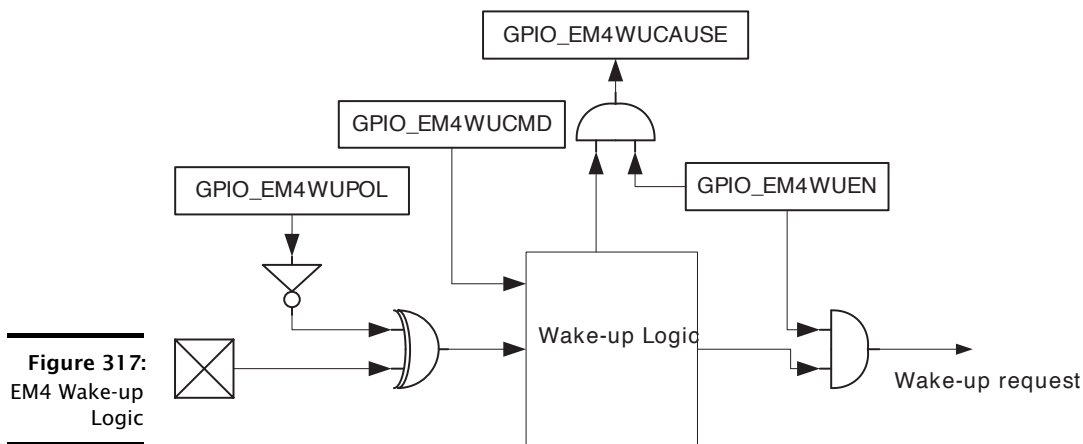 GPIO_EM4WUCAUSE
GPIO_EM4WUCMD
GPIO_EM4WUPOL
GPIO_EM4WUEN
Wake-up Logic
Wake-up request
Figure 317:
EM4 Wake-up
Logic